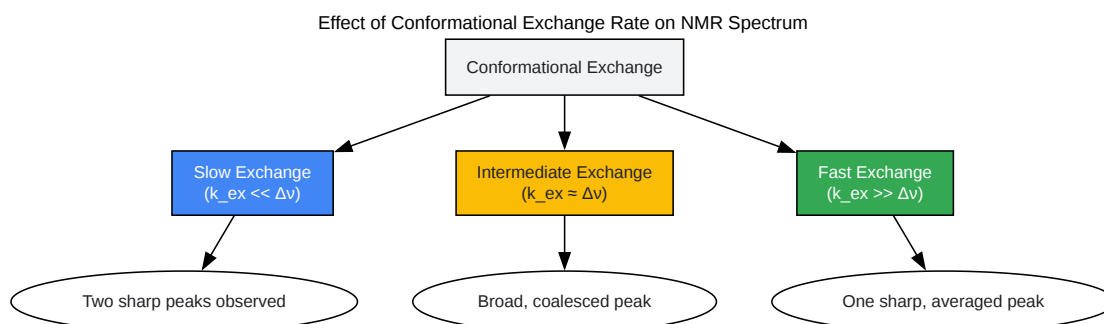 Effect of Conformational Exchange Rate on NMR Spectrum
Conformational Exchange
Slow Exchange
(k_ex << Δν)
Intermediate Exchange
(k_ex ≈ Δν)
Fast Exchange
(k_ex >> Δν)
Two sharp peaks observed
Broad, coalesced peak
One sharp, averaged peak